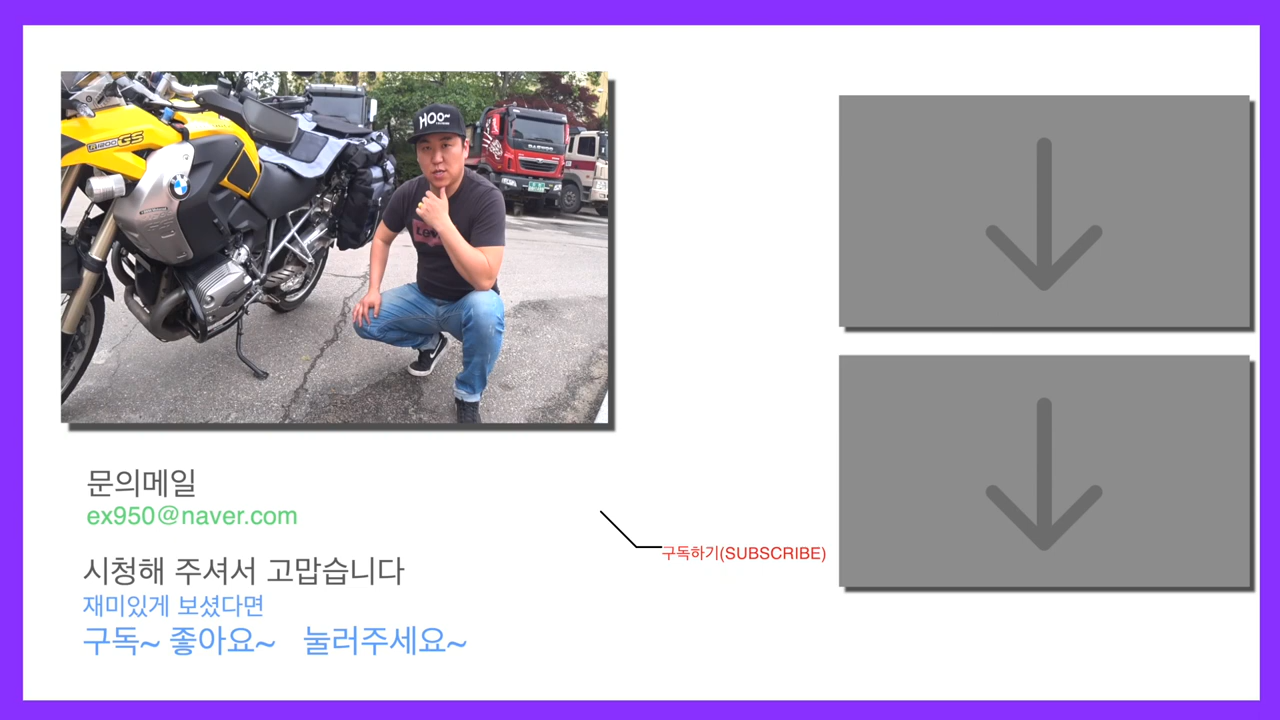 R1200GS
HOO
문의메일
ex950@naver.com
시청해 주셔서 고맙습니다
재미있게 보셨다면
구독~ 좋아요~ 눌러주세요~
구독하기(SUBSCRIBE)